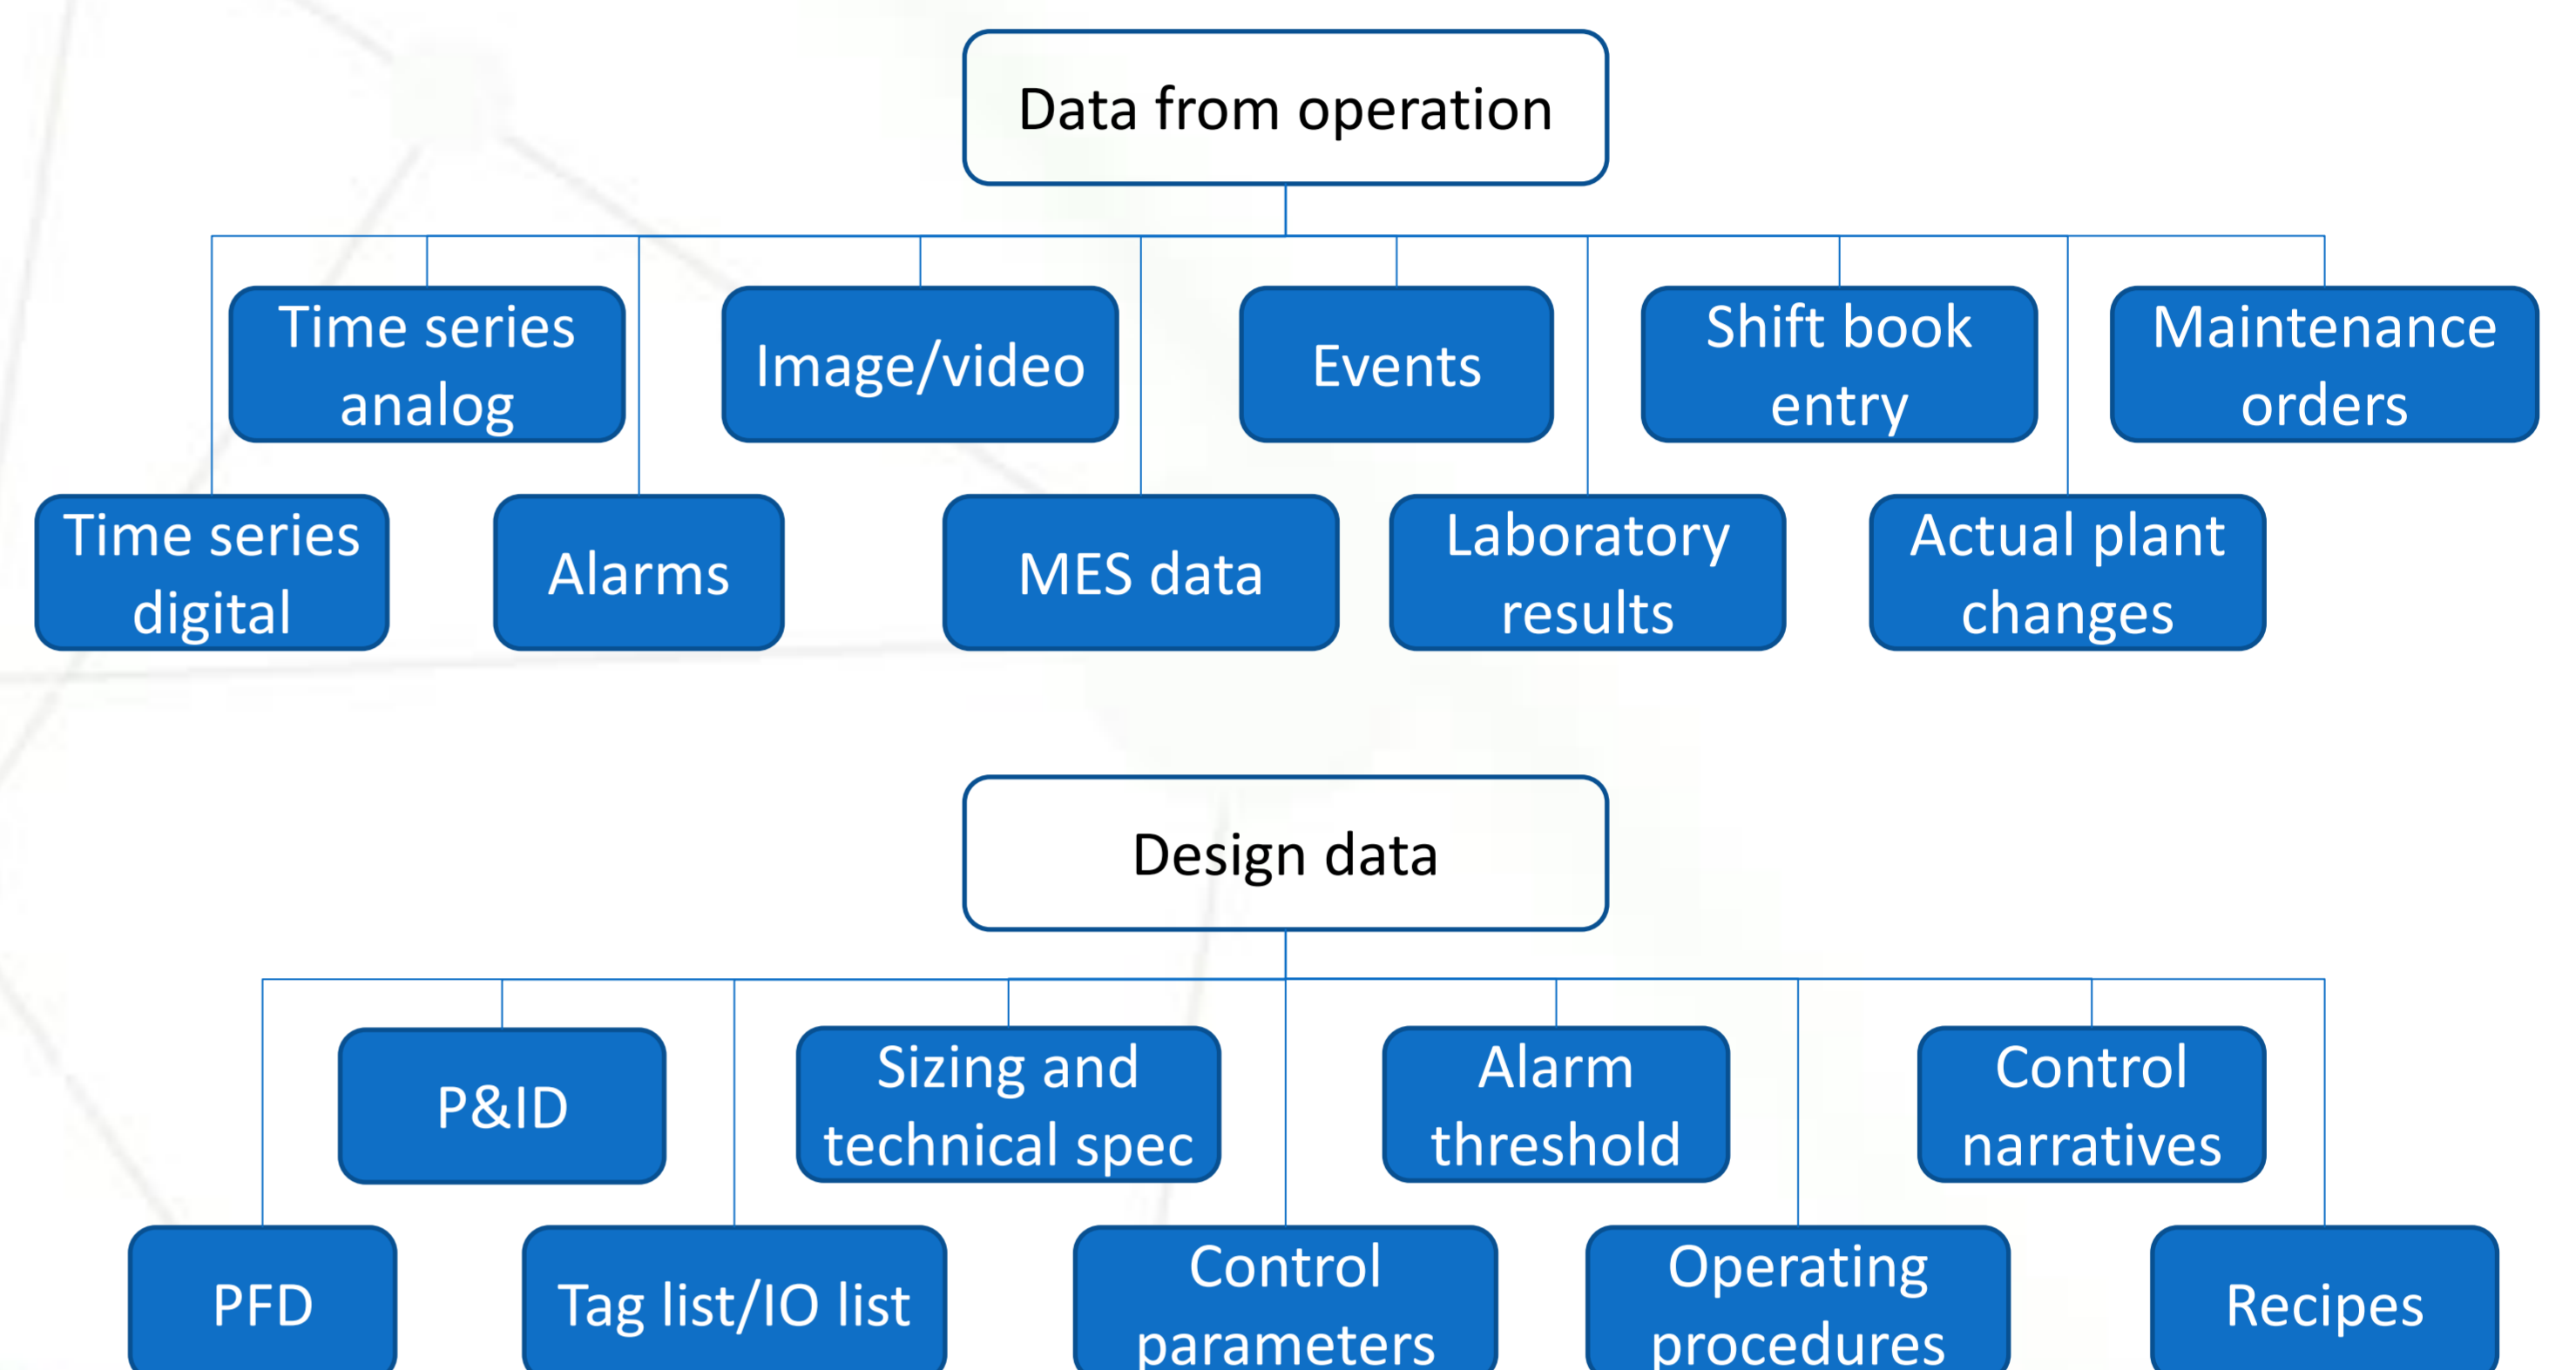 Data from operation
Time series
analog
Image/video
Events
Shift book
entry
Maintenance
orders
Time series
digital
Alarms
MES data
Laboratory
results
Actual plant
changes
Design data
P&ID
Sizing and
technical spec
Alarm
threshold
Control
narratives
PFD
Tag list/IO list
Control
parameters
Operating
procedures
Recipes